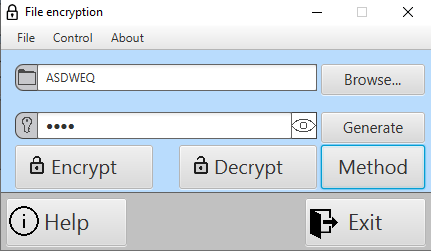 File encryption
File Control About
ASDWEQ Browse...
●●●● Generate
Encrypt Decrypt Method
Help Exit